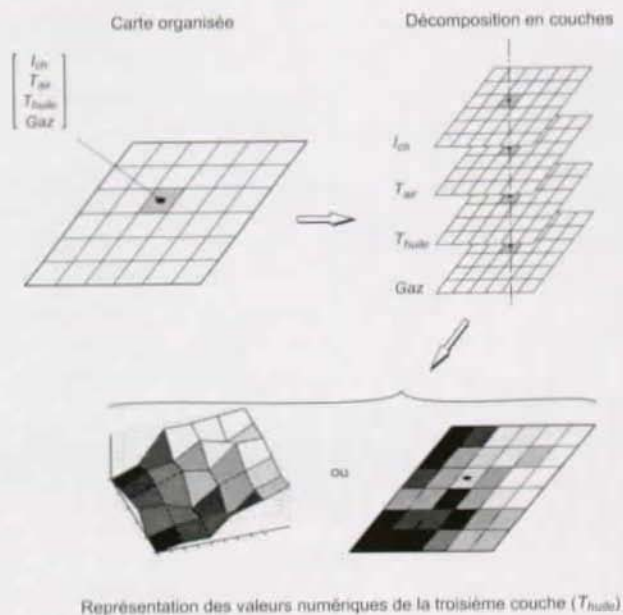 Carte organisée
Décomposition en couches
I_ch
T_air
T_huile
Gaz
I_ch
T_air
T_huile
Gaz
ou
Représentation des valeurs numériques de la troisième couche (T_huile)